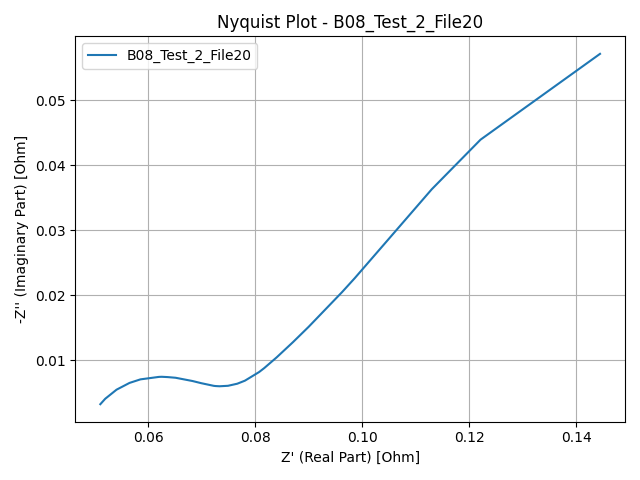 Nyquist Plot - B08_Test_2_File20
B08_Test_2_File20
-Z'' (Imaginary Part) [Ohm]
0.05
0.04
0.03
0.02
0.01
0.06 0.08 0.10 0.12 0.14
Z' (Real Part) [Ohm]